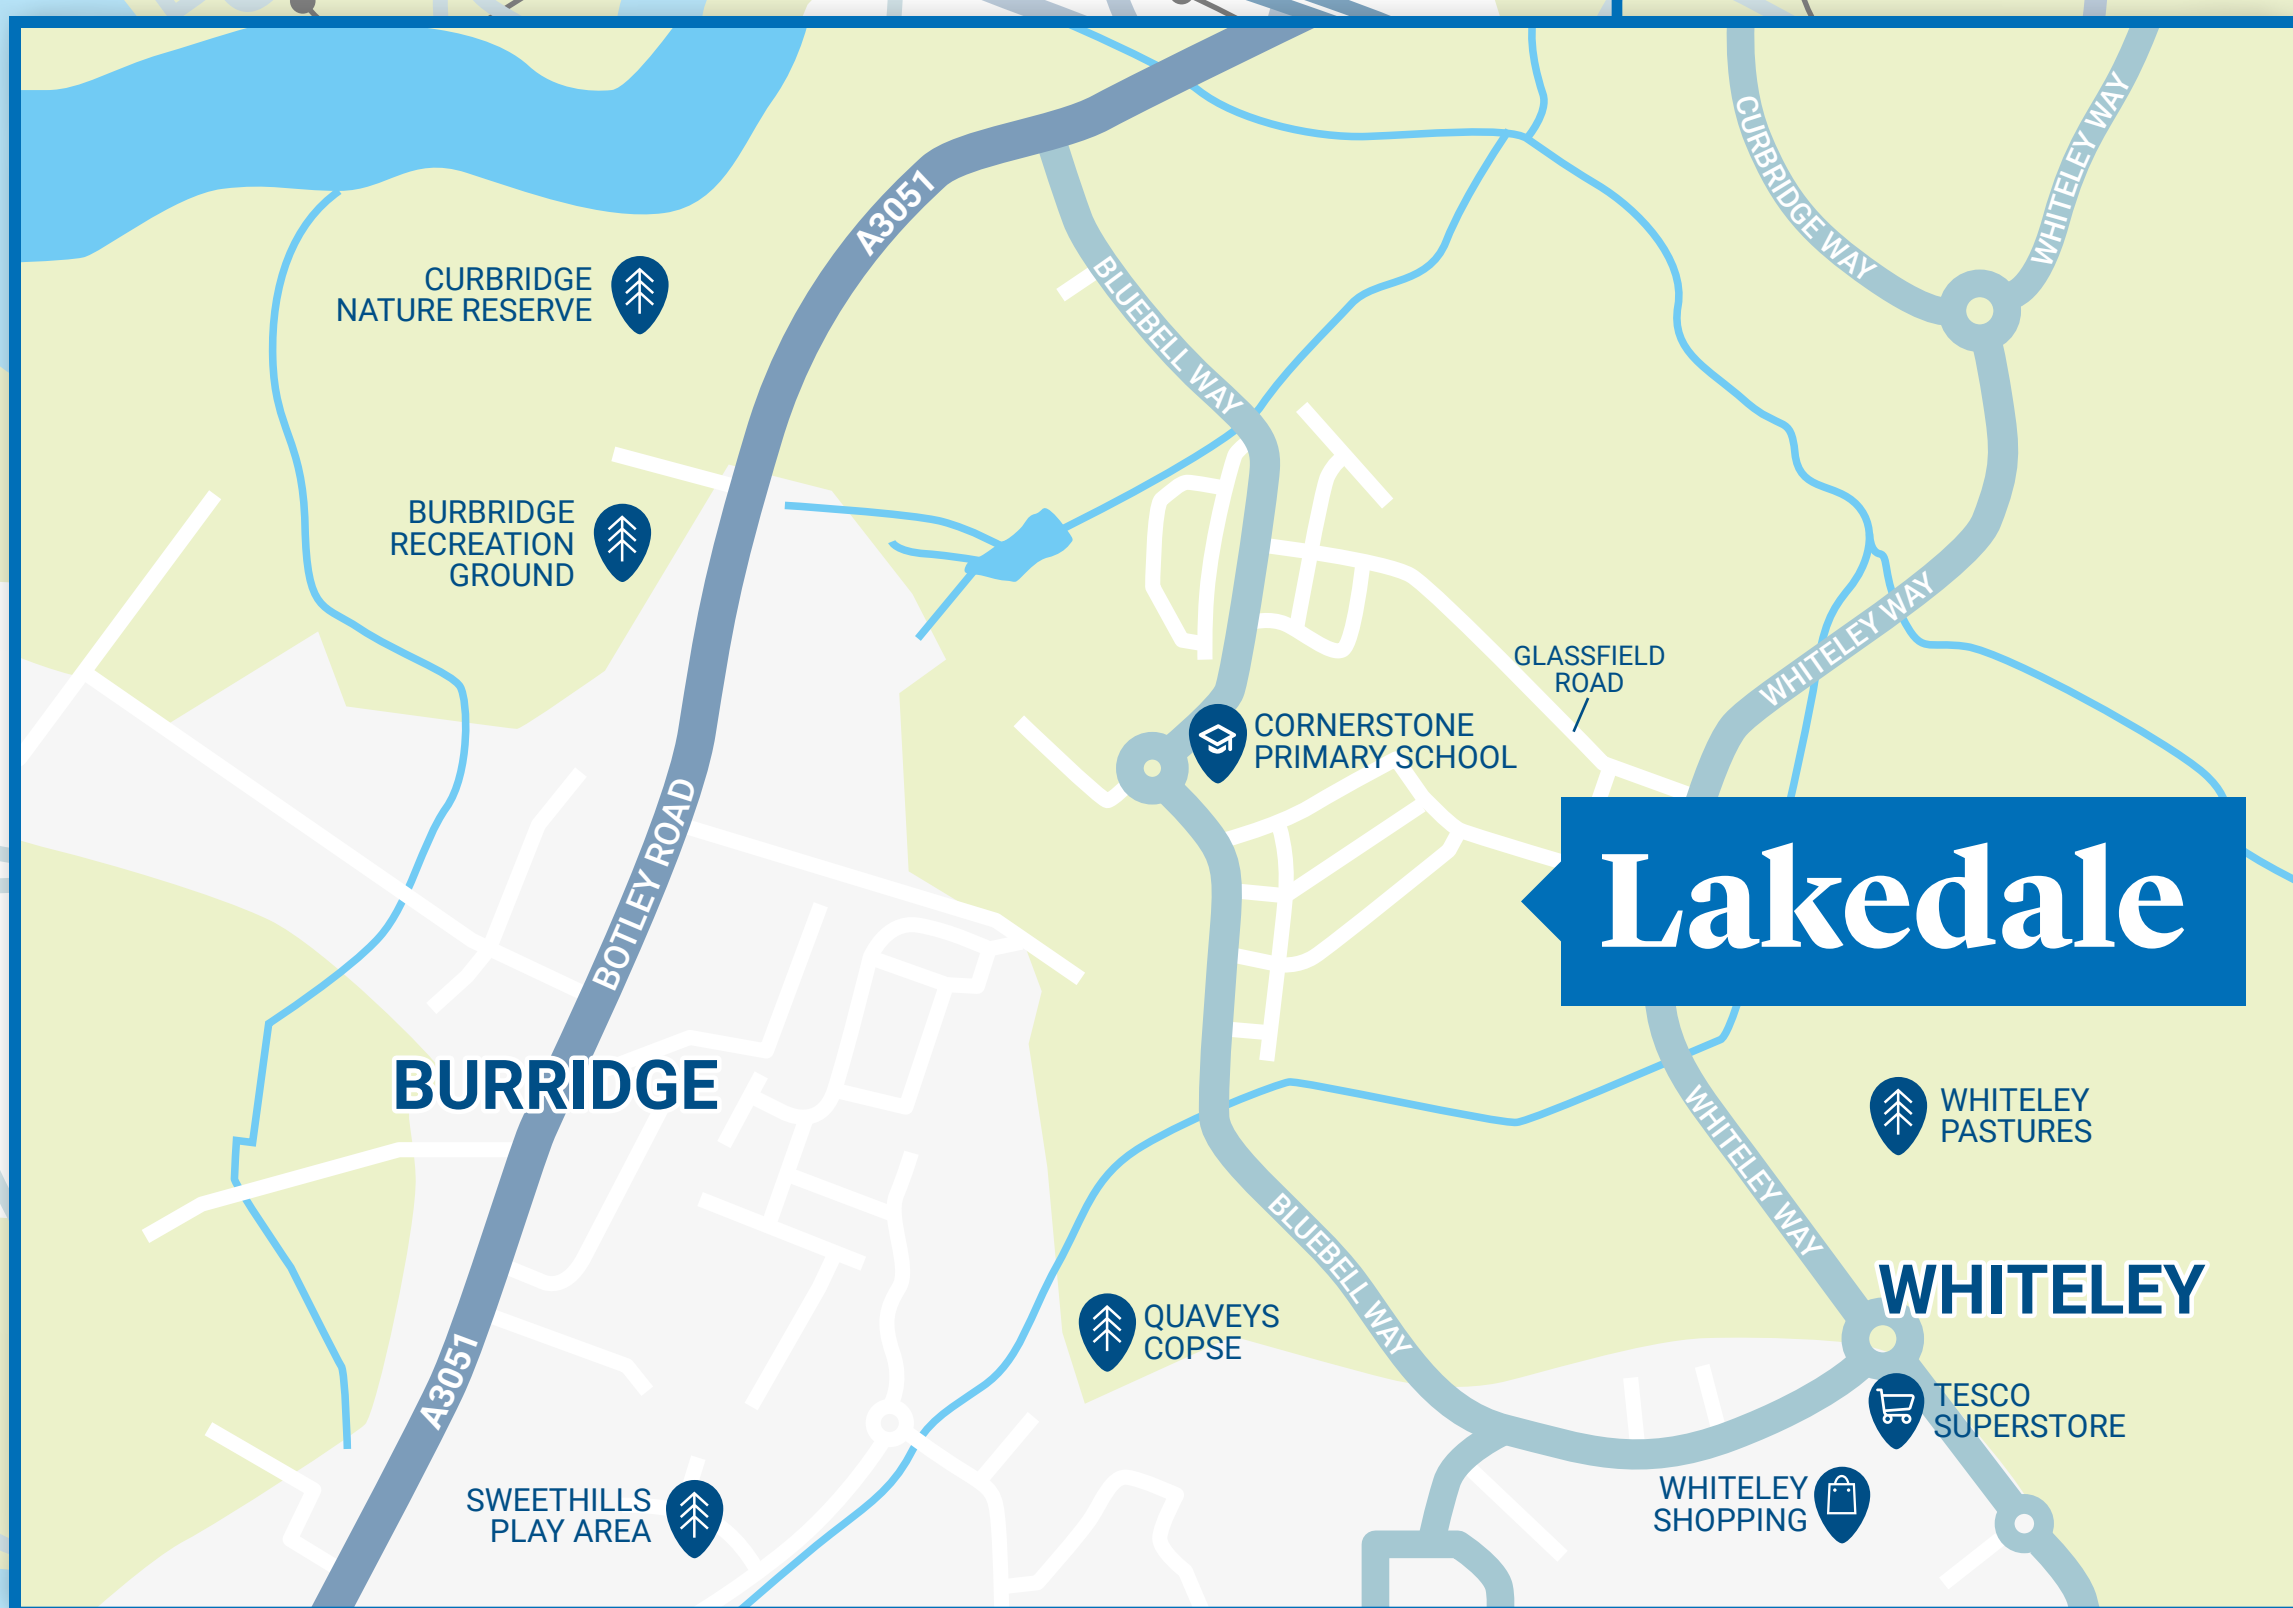 CURBRIDGE WAY
WHITELEY WAY
A3051
CURBRIDGE
NATURE RESERVE
BLUEBELL WAY
BURBRIDGE
RECREATION
GROUND
WHITELEY WAY
GLASSFIELD
ROAD
CORNERSTONE
PRIMARY SCHOOL
BOTLEY ROAD
Lakedale
BURRIDGE
WHITELEY
PASTURES
WHITELEY WAY
BLUEBELL WAY
WHITELEY
QUAVEYS
COPSE
A3051
TESCO
SUPERSTORE
WHITELEY
SHOPPING
SWEETHILLS
PLAY AREA